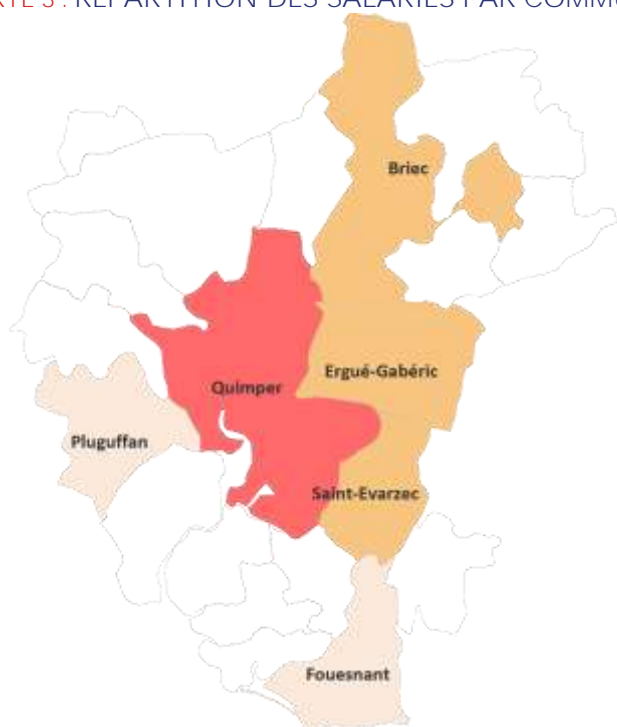 RÉPARTITION DES SALARIÉS PAR
Briec
Ergué-Gabéric
Quimper
Pluguffan
Saint-Evarzec
Fouesnant